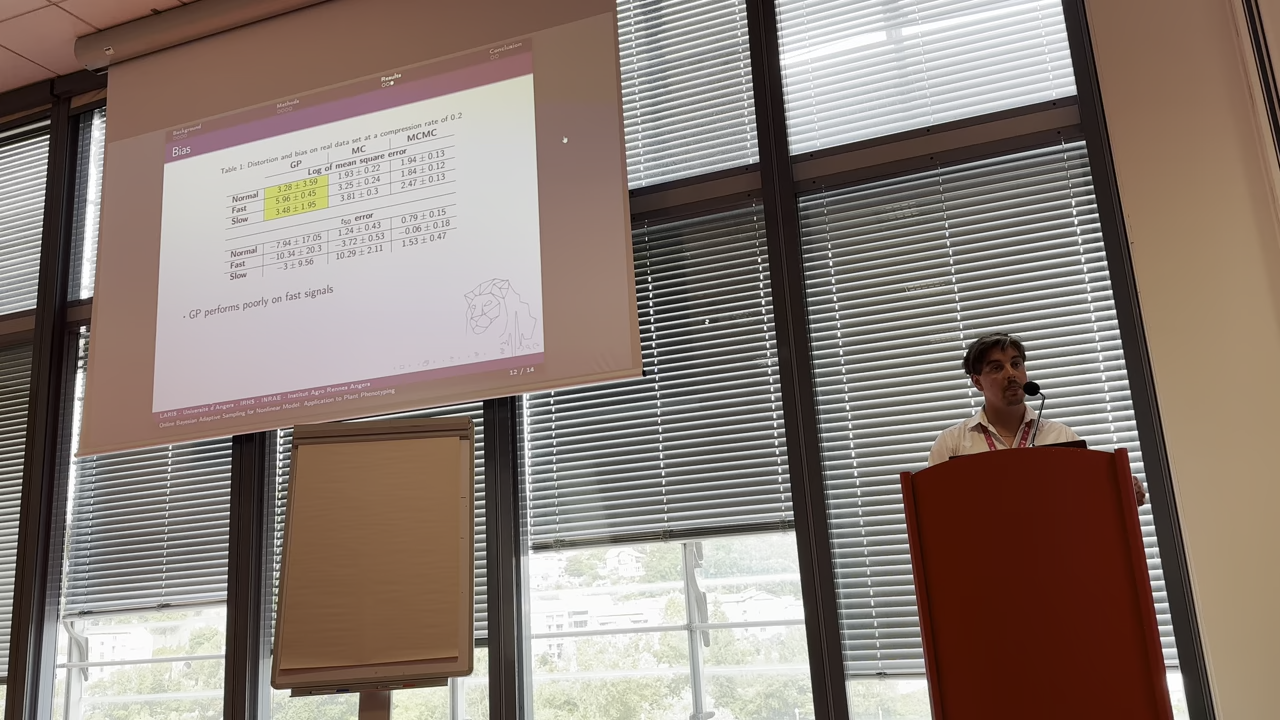 Background
Methods
Results
Conclusion
Bias
Table 1: Distortion and bias on real data set at a compression rate of 0.2
GP MC MCMC
Log of mean square error
Normal 3.28 ± 3.59 1.93 ± 0.22 1.94 ± 0.13
Fast 5.96 ± 0.45 3.25 ± 0.24 1.84 ± 0.12
Slow 3.48 ± 1.95 3.81 ± 0.3 2.47 ± 0.13
t50 error
Normal −7.94 ± 17.05 1.24 ± 0.43 0.79 ± 0.15
Fast −10.34 ± 20.3 −3.72 ± 0.53 −0.06 ± 0.18
Slow −3 ± 9.56 10.29 ± 2.11 1.53 ± 0.47
• GP performs poorly on fast signals
12 / 14
LARIS - Université d'Angers - IRHS - INRAE - Institut Agro Rennes Angers
Online Bayesian Adaptive Sampling for Nonlinear Model: Application to Plant Phenotyping